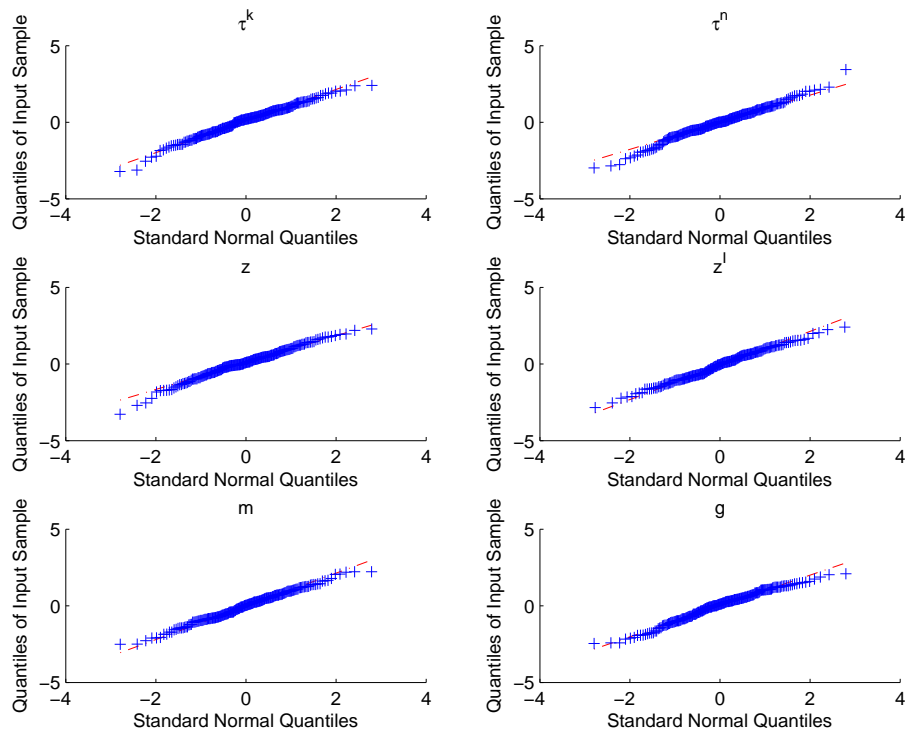 τ^k
Quantiles of Input Sample
5
0
−5
−4 −2 0 2 4
Standard Normal Quantiles
τ^n
Quantiles of Input Sample
5
0
−5
−4 −2 0 2 4
Standard Normal Quantiles
z
Quantiles of Input Sample
5
0
−5
−4 −2 0 2 4
Standard Normal Quantiles
z^l
Quantiles of Input Sample
5
0
−5
−4 −2 0 2 4
Standard Normal Quantiles
m
Quantiles of Input Sample
5
0
−5
−4 −2 0 2 4
Standard Normal Quantiles
g
Quantiles of Input Sample
5
0
−5
−4 −2 0 2 4
Standard Normal Quantiles